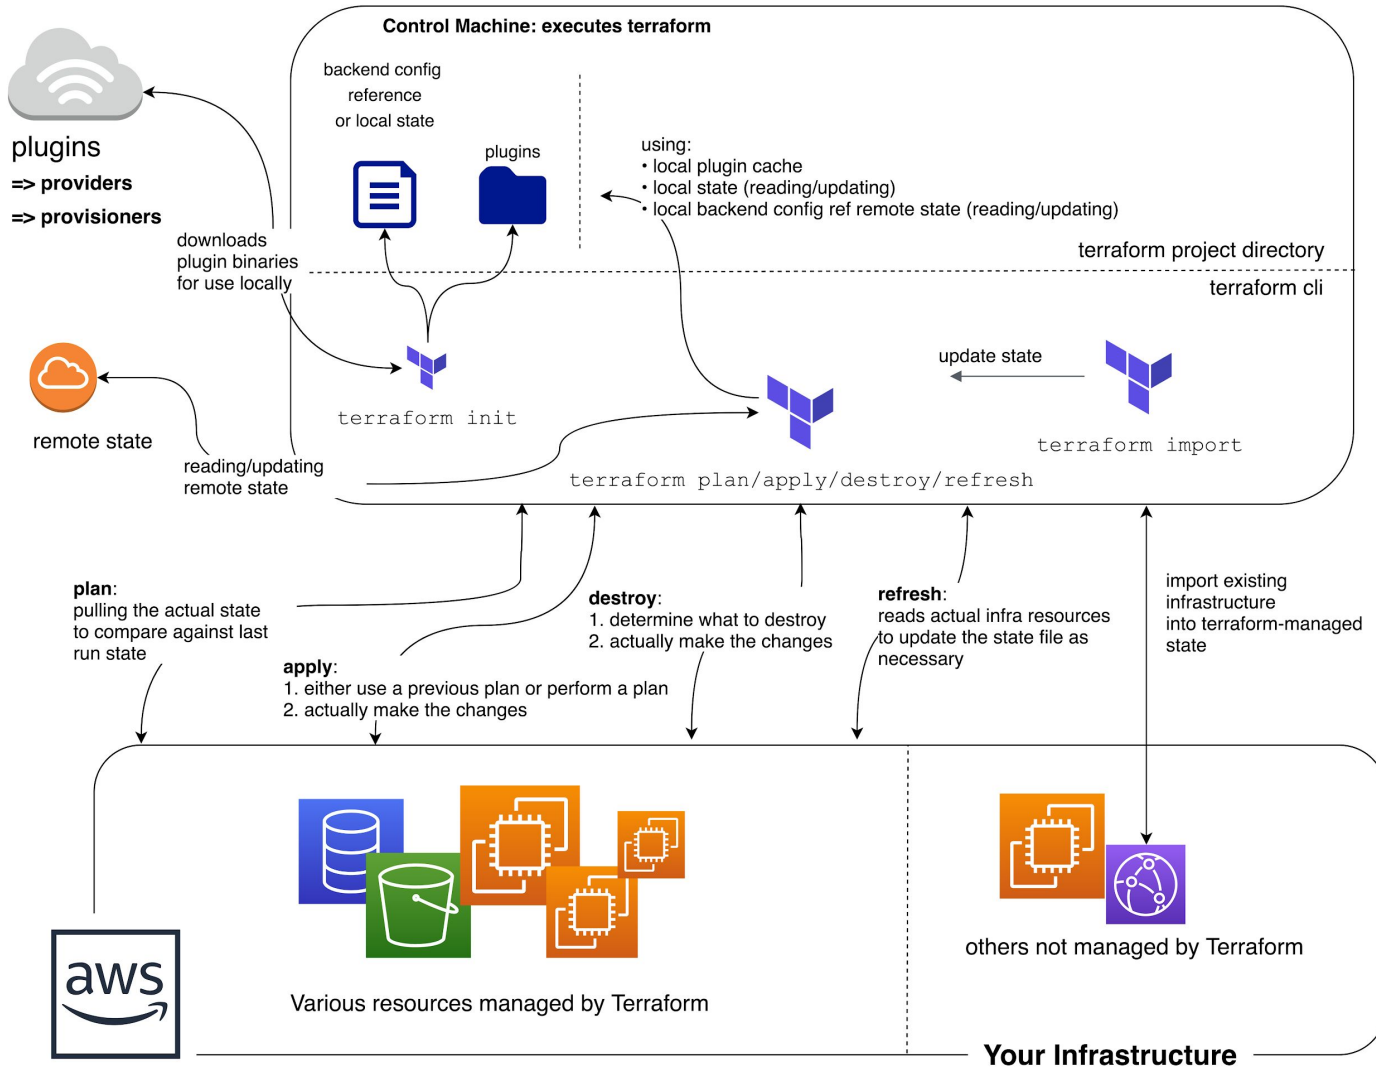 Control Machine: executes terraform
backend config
reference
or local state
plugins
using:
• local plugin cache
• local state (reading/updating)
• local backend config ref remote state (reading/updating)
plugins
=> providers
=> provisioners
downloads
plugin binaries
for use locally
terraform project directory
terraform cli
update state
terraform init
terraform import
remote state
reading/updating
remote state
terraform plan/apply/destroy/refresh
plan:
pulling the actual state
to compare against last
run state
apply:
1. either use a previous plan or perform a plan
2. actually make the changes
destroy:
1. determine what to destroy
2. actually make the changes
refresh:
reads actual infra resources
to update the state file as
necessary
import existing
infrastructure
into terraform-managed
state
aws
Various resources managed by Terraform
others not managed by Terraform
Your Infrastructure